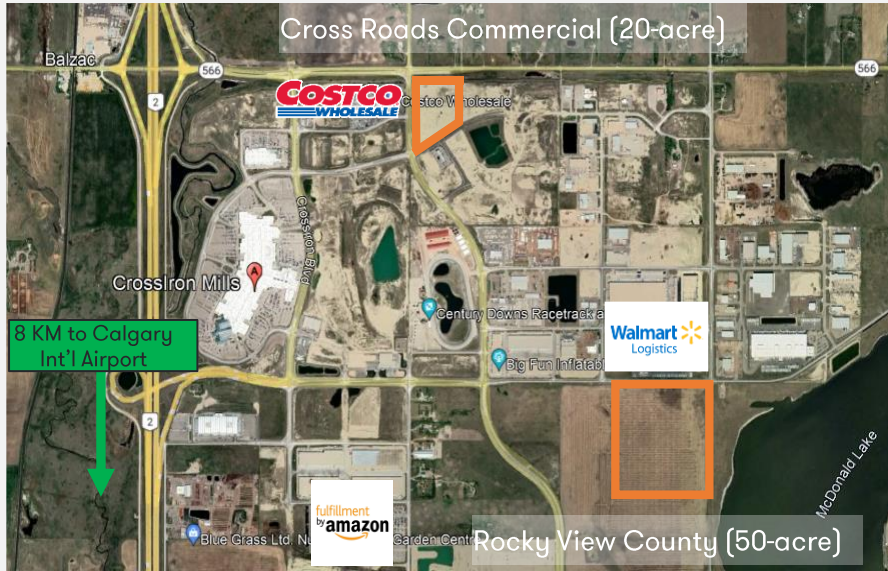 Cross Roads Commercial (20-acre)
Balzac
566
566
2
COSTCO
WHOLESALE
Costco Wholesale
CrossIron Blvd
CrossIron Mills
A
8 KM to Calgary
Int'l Airport
Century Downs Racetrack a
Walmart
Logistics
Big Fun Inflatabl
2
McDonald Lake
fulfillment
by amazon
Blue Grass Ltd. Nu
Garden Centr
Rocky View County (50-acre)